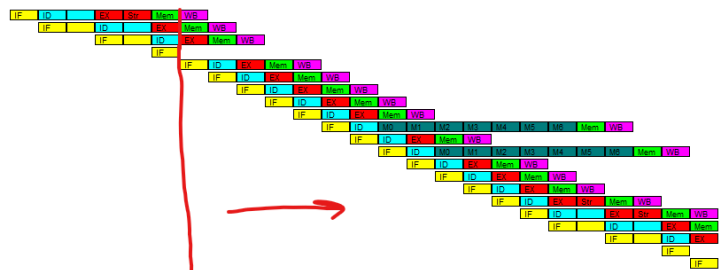 IF ID EX Str Mem WB
IF ID EX Mem WB
IF ID EX Mem WB
IF
IF ID EX Mem WB
IF ID EX Mem WB
IF ID EX Mem WB
IF ID EX Mem WB
IF ID EX Mem WB
IF ID M0 M1 M2 M3 M4 M5 M6 Mem WB
IF ID EX Mem WB
IF ID M0 M1 M2 M3 M4 M5 M6 Mem WB
IF ID EX Mem WB
IF ID EX Mem WB
IF ID EX Mem WB
IF ID EX Str Mem WB
IF ID EX Str Mem WB
IF ID EX Mem
IF ID EX
IF
IF